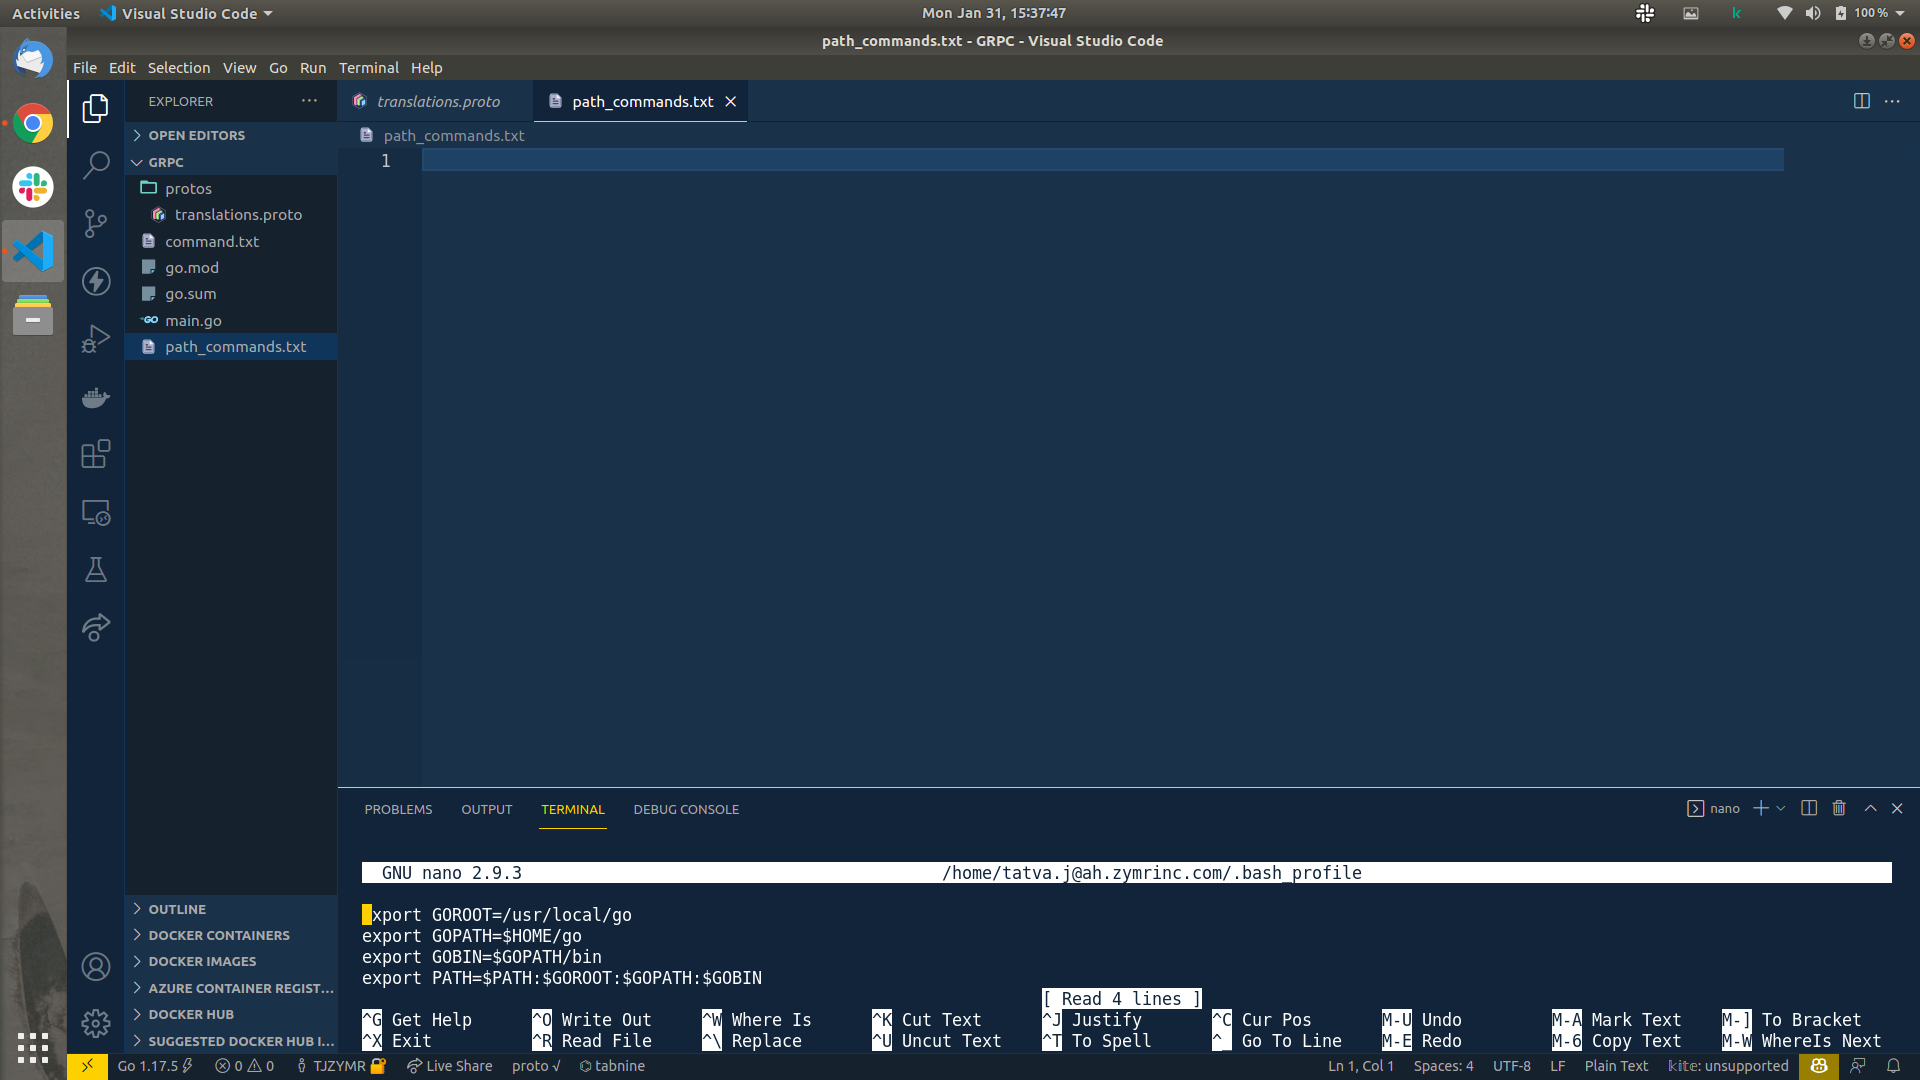 Activities
Visual Studio Code
Mon Jan 31, 15:37:47
100 %
path_commands.txt - GRPC - Visual Studio Code
File Edit Selection View Go Run Terminal Help
EXPLORER
OPEN EDITORS
GRPC
protos
translations.proto
command.txt
go.mod
go.sum
main.go
path_commands.txt
OUTLINE
DOCKER CONTAINERS
DOCKER IMAGES
AZURE CONTAINER REGIST...
DOCKER HUB
SUGGESTED DOCKER HUB I...
translations.proto
path_commands.txt
path_commands.txt
1
PROBLEMS OUTPUT TERMINAL DEBUG CONSOLE
nano
GNU nano 2.9.3 /home/tatva.j@ah.zymrinc.com/.bash_profile
xport GOROOT=/usr/local/go
export GOPATH=$HOME/go
export GOBIN=$GOPATH/bin
export PATH=$PATH:$GOROOT:$GOPATH:$GOBIN
[ Read 4 lines ]
^G Get Help ^O Write Out ^W Where Is ^K Cut Text ^J Justify ^C Cur Pos M-U Undo M-A Mark Text M-] To Bracket
^X Exit ^R Read File ^\ Replace ^U Uncut Text ^T To Spell ^_ Go To Line M-E Redo M-6 Copy Text M-W WhereIs Next
Go 1.17.5 0 0 TJZYMR Live Share proto √ tabnine
Ln 1, Col 1 Spaces: 4 UTF-8 LF Plain Text kite: unsupported